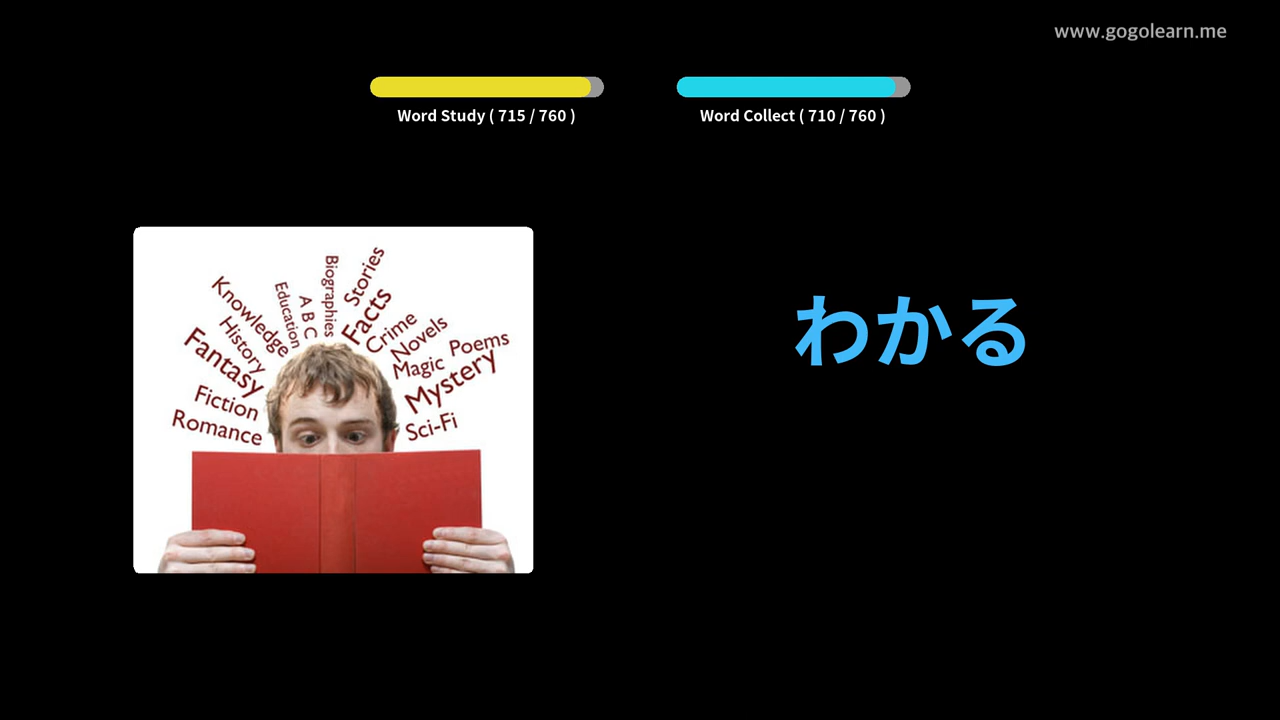 www.gogolearn.me
Word Study ( 715 / 760 )
Word Collect ( 710 / 760 )
わかる
Romance
Fiction
Fantasy
History
Knowledge
Education
A B C
Biographies
Stories
Facts
Crime
Novels
Magic
Poems
Mystery
Sci-Fi